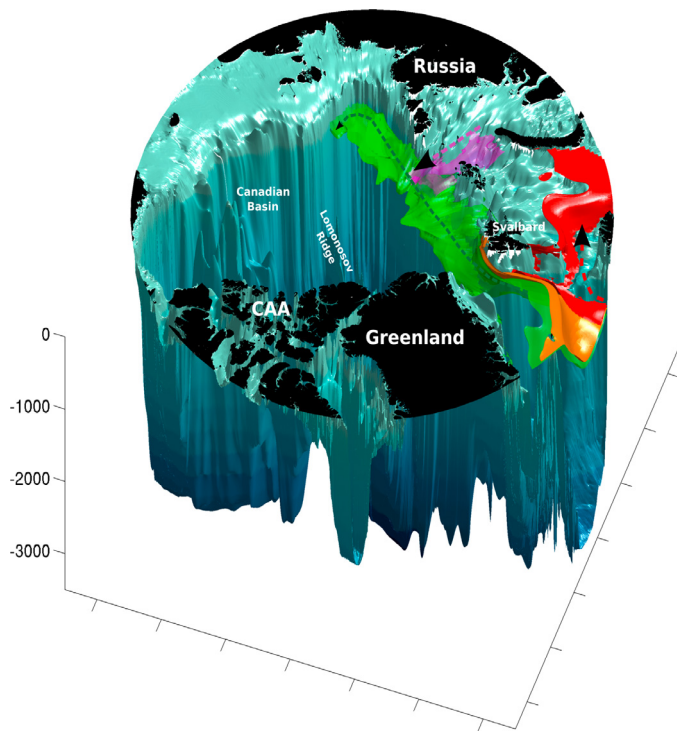 Russia
Canadian
Basin
Lomonosov
Ridge
Svalbard
CAA
Greenland
0
-1000
-2000
-3000